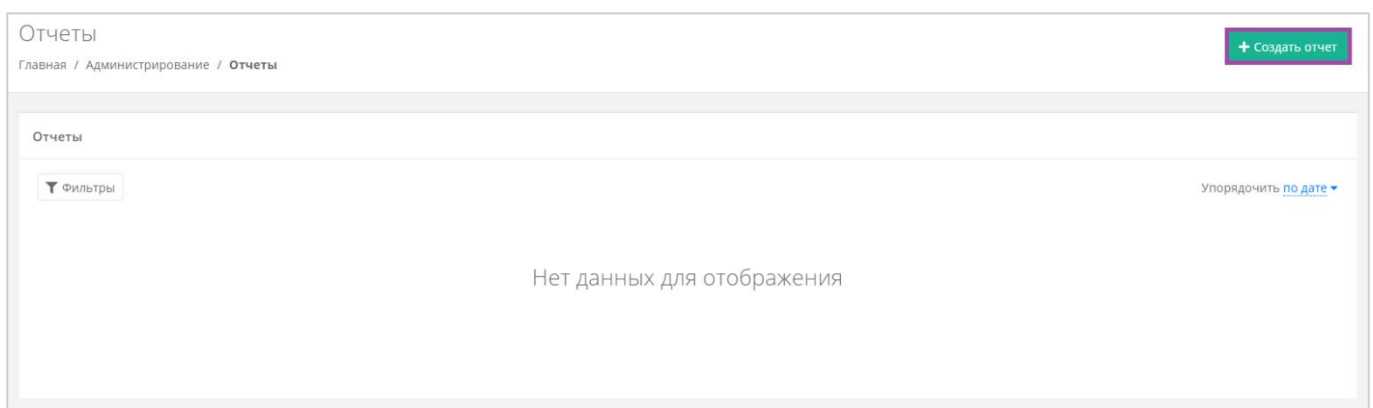 Отчеты
+ Создать отчет
Главная / Администрирование / Отчеты
Отчеты
Фильтры
Упорядочить по дате
Нет данных для отображения